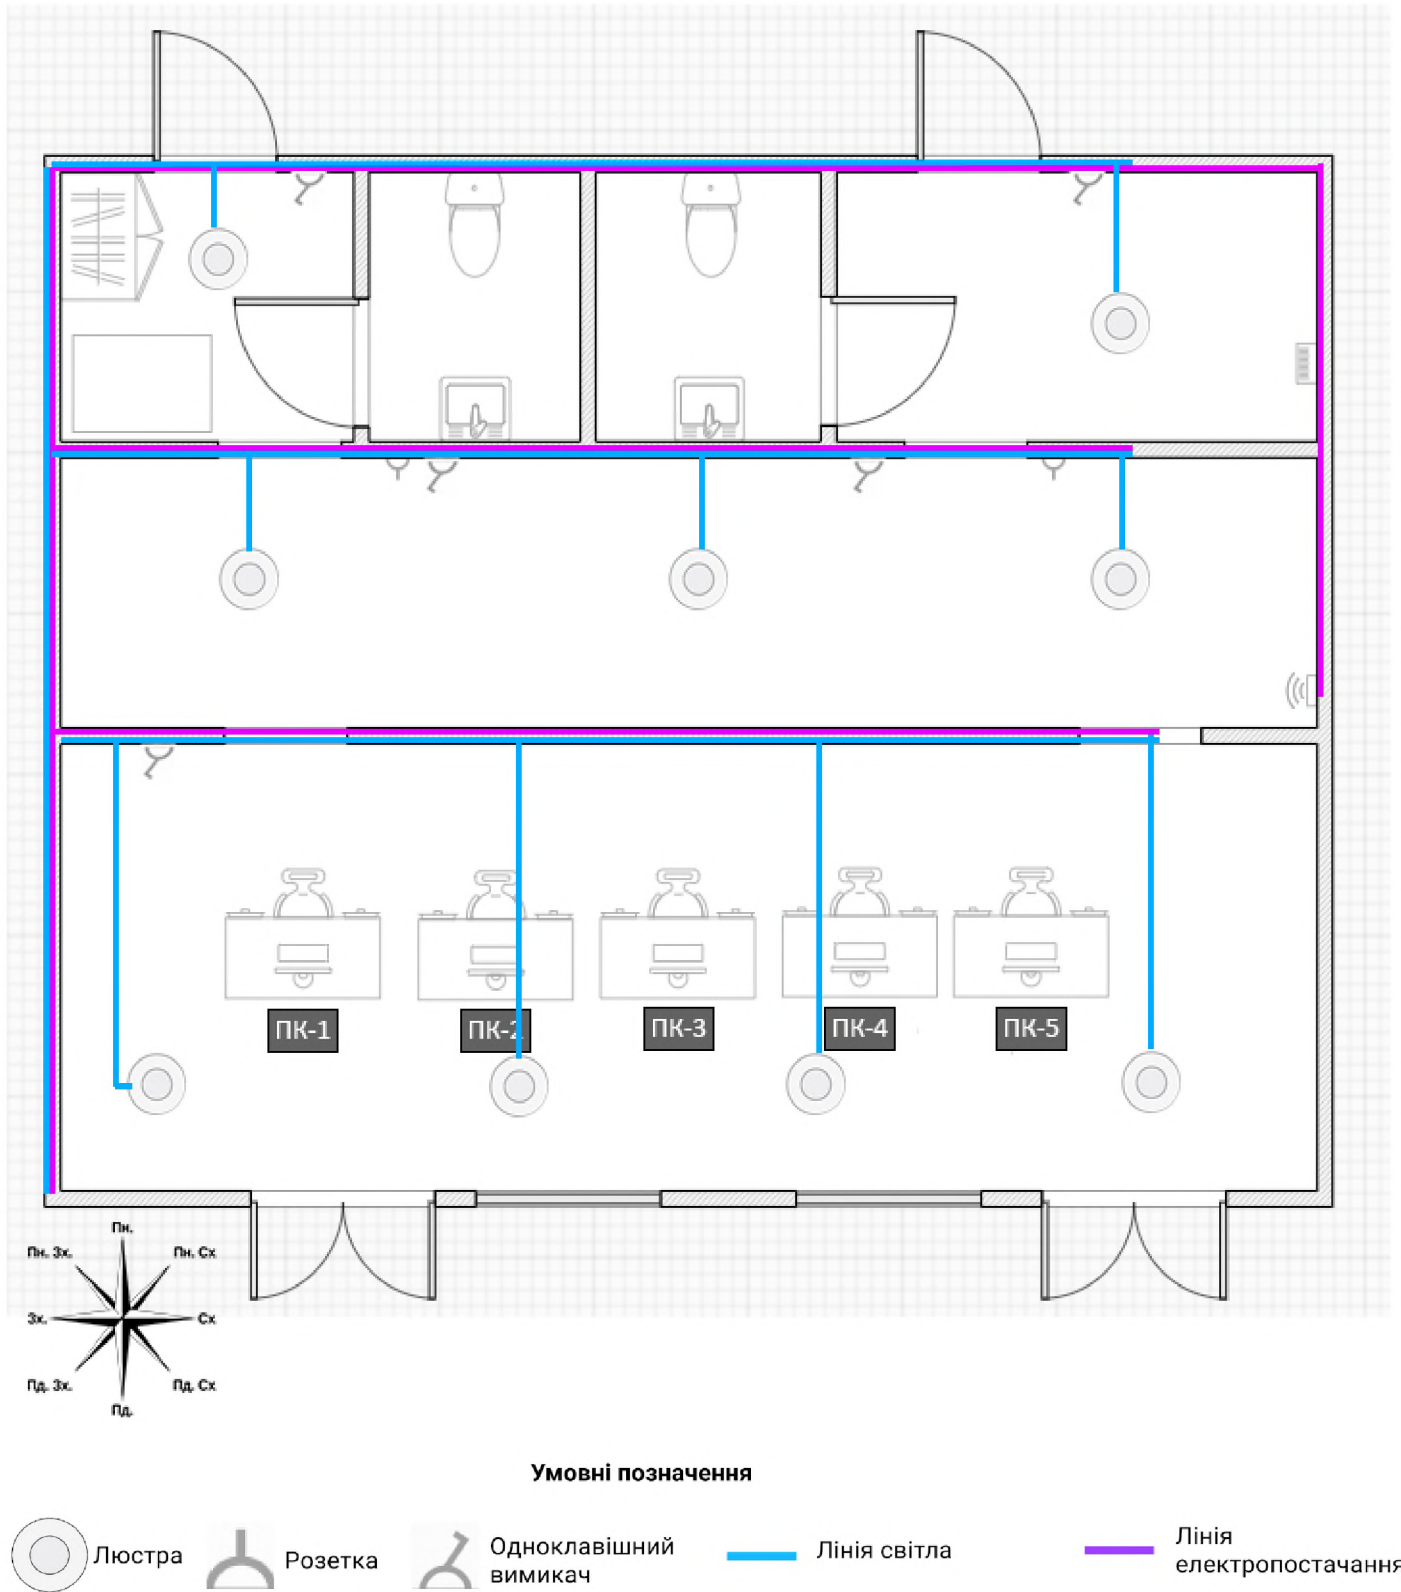 ПК-1
ПК-2
ПК-3
ПК-4
ПК-5
Пн.
Пн. Зх.
Пн. Сх
Зх.
Сх
Пд. Зх.
Пд. Сх
Пд.
Умовні позначення
Люстра
Розетка
Одноклавішний
вимикач
Лінія світла
Лінія
електропостачання